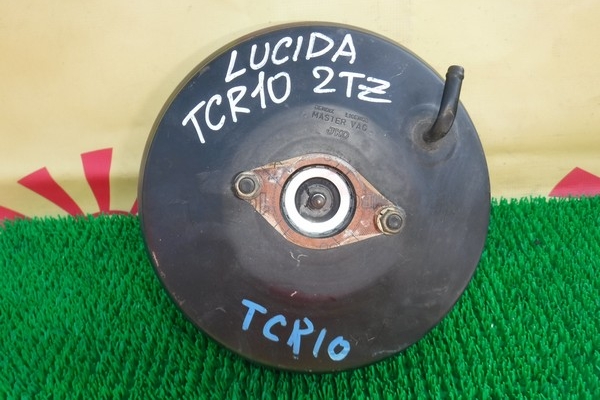 LUCIDA
TCR10 2TZ
MASTER VAC
TCR10